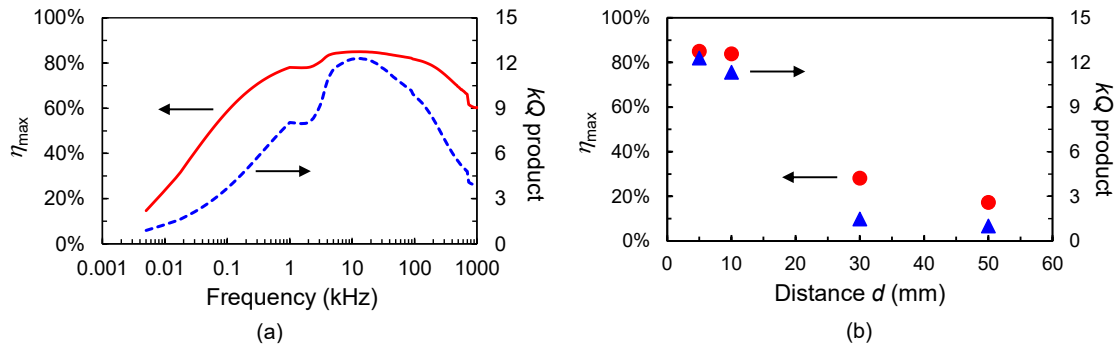 100%
80%
60%
40%
20%
0%
η max
15
12
9
6
3
0
kQ product
0.001 0.01 0.1 1 10 100 1000
Frequency (kHz)
(a)
100%
80%
60%
40%
20%
0%
η max
15
12
9
6
3
0
kQ product
0 10 20 30 40 50 60
Distance d (mm)
(b)